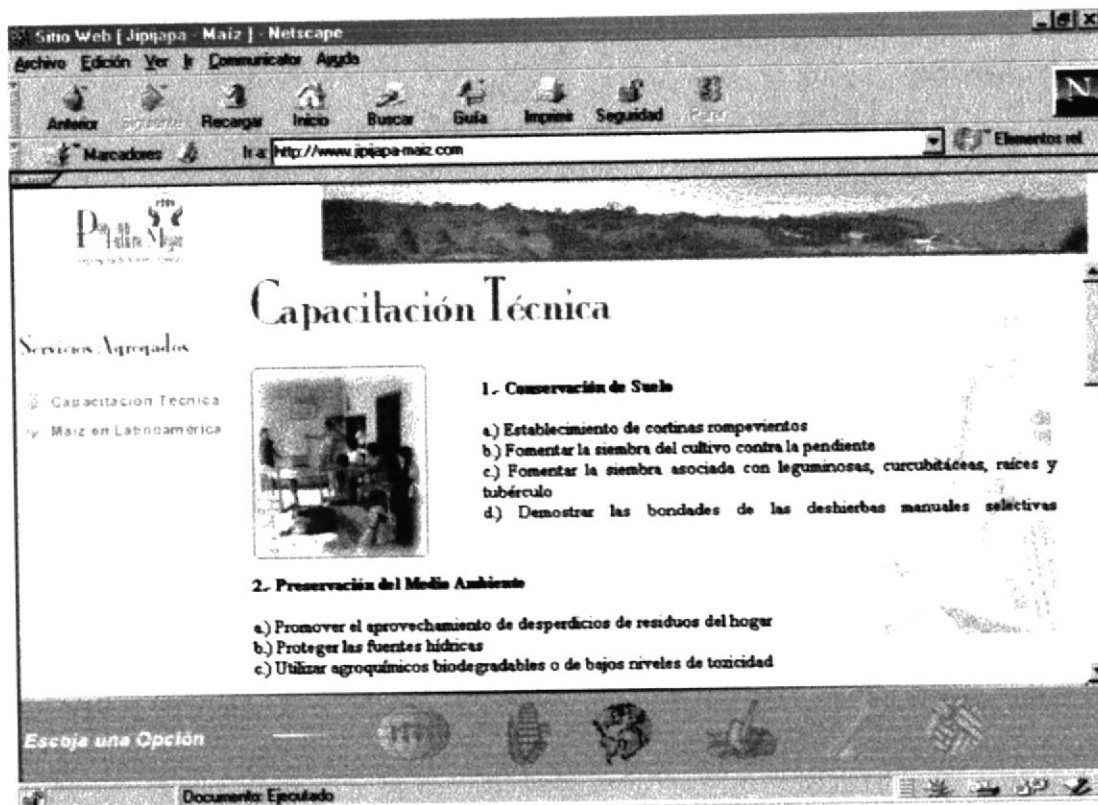 Sitio Web [ Jipijapa - Maíz ] - Netscape
Archivo Edición Ver Ir Communicator Ayuda
Anterior Siguiente Recargar Inicio Buscar Guía Imprimir Seguridad Parar
N
Marcadores Ir a: http://www.jipijapa-maiz.com Elementos rel
Capacitación Técnica
Servicios Agregados
Capacitacion Tecnica
Maiz en Latinoamérica
1.- Conservación de Suelo
a.) Establecimiento de cortinas rompevientos
b.) Fomentar la siembra del cultivo contra la pendiente
c.) Fomentar la siembra asociada con leguminosas, curcubitáceas, raíces y
tubérculo
d.) Demostrar las bondades de las deshierbas manuales selectivas
2.- Preservación del Medio Ambiente
a.) Promover el aprovechamiento de desperdicios de residuos del hogar
b.) Proteger las fuentes hídricas
c.) Utilizar agroquímicos biodegradables o de bajos niveles de toxicidad
Escoja una Opción
Documento: Ejecutado